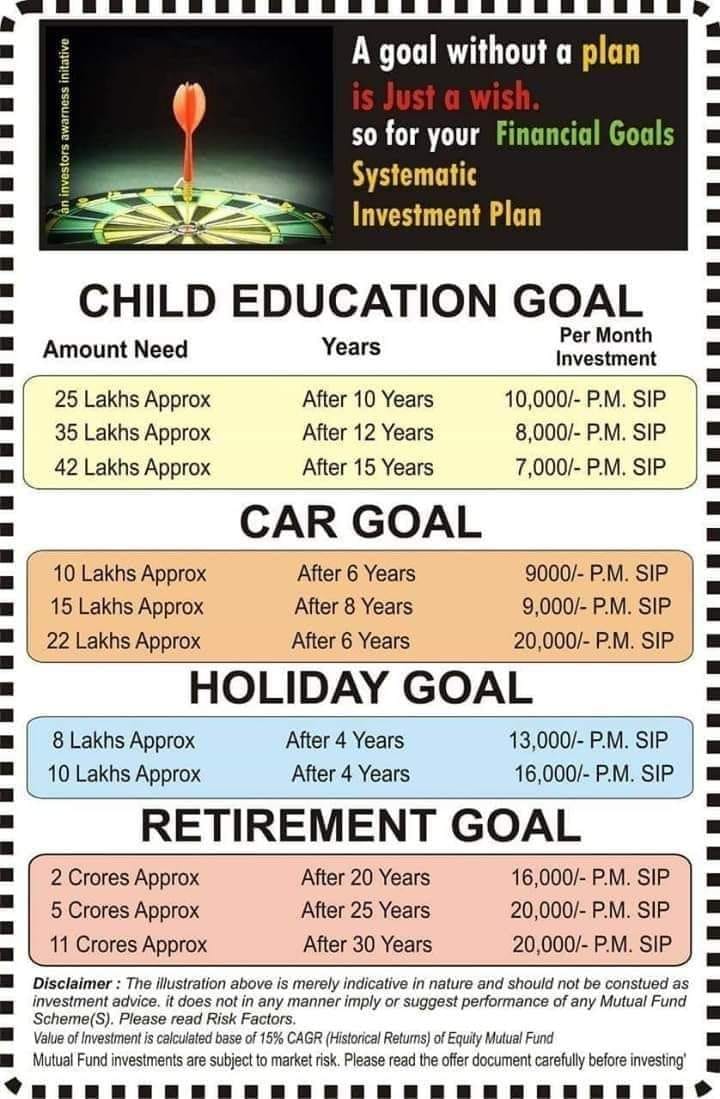 an investors awarness initative
A goal without a plan
is Just a wish.
so for your Financial Goals
Systematic
Investment Plan
CHILD EDUCATION GOAL
Amount Need Years Per Month Investment
25 Lakhs Approx After 10 Years 10,000/- P.M. SIP
35 Lakhs Approx After 12 Years 8,000/- P.M. SIP
42 Lakhs Approx After 15 Years 7,000/- P.M. SIP
CAR GOAL
10 Lakhs Approx After 6 Years 9000/- P.M. SIP
15 Lakhs Approx After 8 Years 9,000/- P.M. SIP
22 Lakhs Approx After 6 Years 20,000/- P.M. SIP
HOLIDAY GOAL
8 Lakhs Approx After 4 Years 13,000/- P.M. SIP
10 Lakhs Approx After 4 Years 16,000/- P.M. SIP
RETIREMENT GOAL
2 Crores Approx After 20 Years 16,000/- P.M. SIP
5 Crores Approx After 25 Years 20,000/- P.M. SIP
11 Crores Approx After 30 Years 20,000/- P.M. SIP
Disclaimer : The illustration above is merely indicative in nature and should not be constued as
investment advice. it does not in any manner imply or suggest performance of any Mutual Fund
Scheme(S). Please read Risk Factors.
Value of Investment is calculated base of 15% CAGR (Historical Returns) of Equity Mutual Fund
Mutual Fund investments are subject to market risk. Please read the offer document carefully before investing'